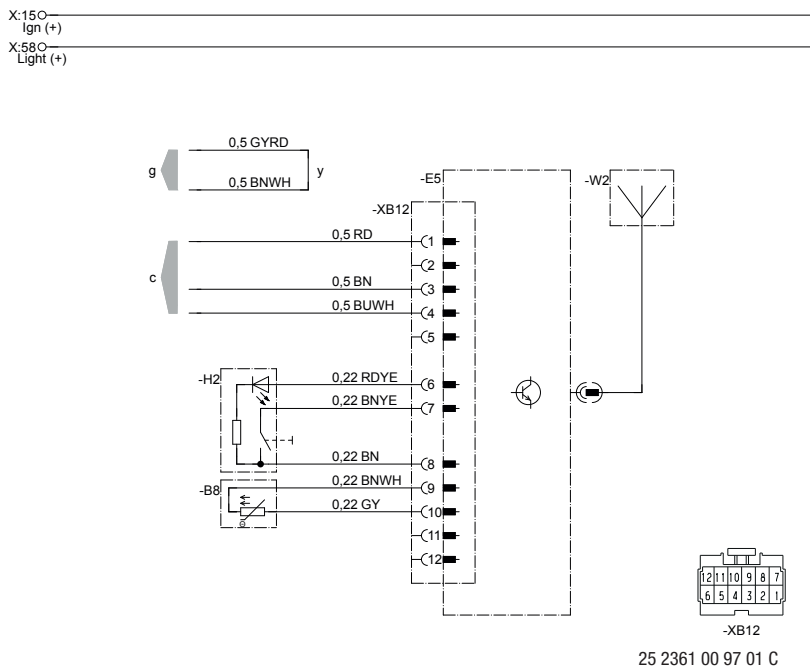 X:15
Ign (+)
X:58
Light (+)
0,5 GYRD
g
y
0,5 BNWH
-E5
-W2
-XB12
0,5 RD
1
2
c
0,5 BN
3
0,5 BUWH
4
5
-H2
0,22 RDYE
6
0,22 BNYE
7
0,22 BN
8
-B8
0,22 BNWH
9
0,22 GY
10
11
12
12 11 10 9 8 7
6 5 4 3 2 1
-XB12
25 2361 00 97 01 C